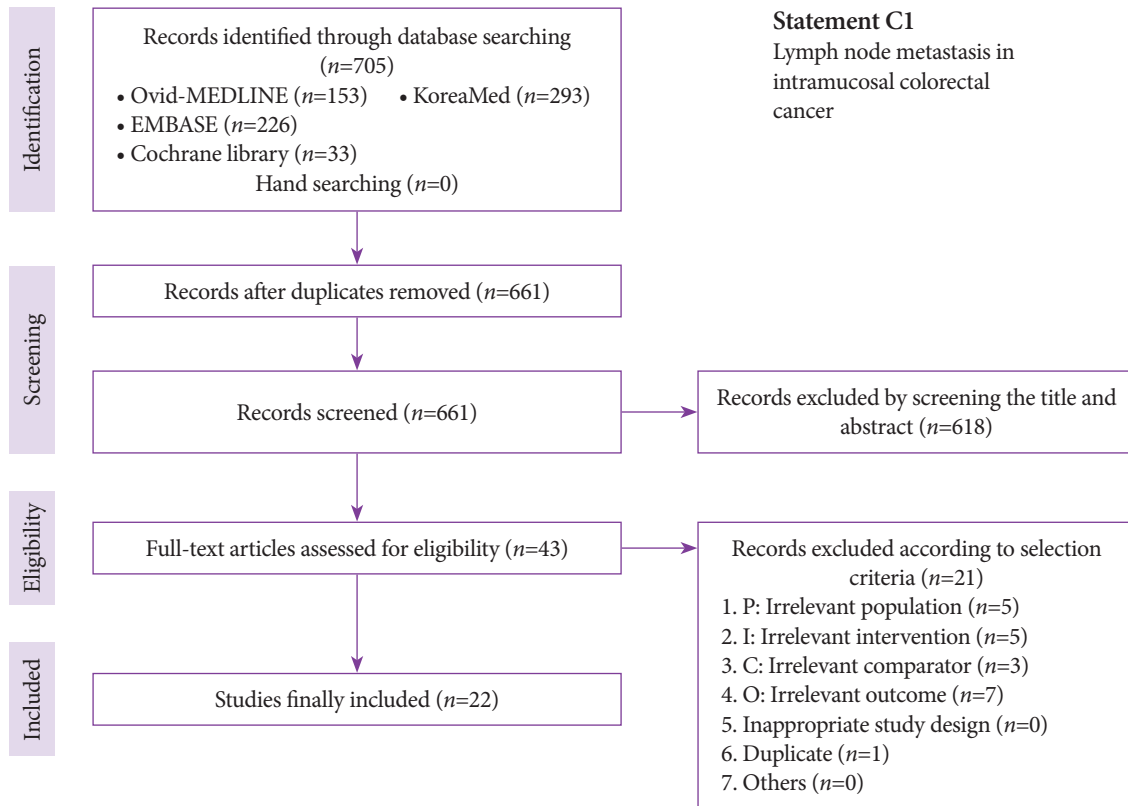 Statement C1
Lymph node metastasis in
intramucosal colorectal
cancer
Identification
Records identified through database searching
(n=705)
• Ovid-MEDLINE (n=153) • KoreaMed (n=293)
• EMBASE (n=226)
• Cochrane library (n=33)
Hand searching (n=0)
Screening
Records after duplicates removed (n=661)
Records screened (n=661)
Records excluded by screening the title and
abstract (n=618)
Eligibility
Full-text articles assessed for eligibility (n=43)
Records excluded according to selection
criteria (n=21)
1. P: Irrelevant population (n=5)
2. I: Irrelevant intervention (n=5)
3. C: Irrelevant comparator (n=3)
4. O: Irrelevant outcome (n=7)
5. Inappropriate study design (n=0)
6. Duplicate (n=1)
7. Others (n=0)
Included
Studies finally included (n=22)